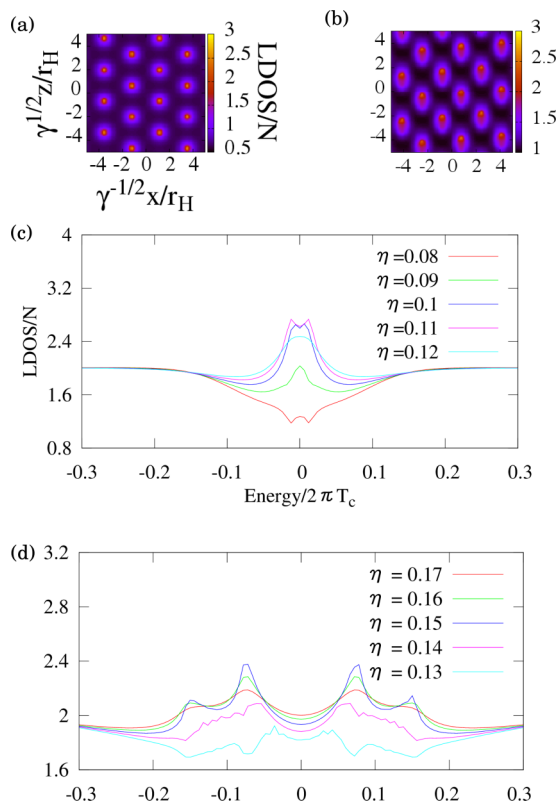 (a)
4
2
0
-2
-4
γ^1/2 z/r_H
-4 -2 0 2 4
γ^-1/2 x/r_H
3
2.5
2
1.5
1
0.5
LDOS/N
(b)
4
2
0
-2
-4
-4 -2 0 2 4
3
2.5
2
1.5
1
(c)
4
3.2
2.4
1.6
0.8
LDOS/N
η =0.08
η =0.09
η =0.1
η =0.11
η =0.12
-0.3 -0.2 -0.1 0 0.1 0.2 0.3
Energy/2 π T_c
(d)
3.2
2.8
2.4
2
1.6
η = 0.17
η = 0.16
η = 0.15
η = 0.14
η = 0.13
-0.3 -0.2 -0.1 0 0.1 0.2 0.3